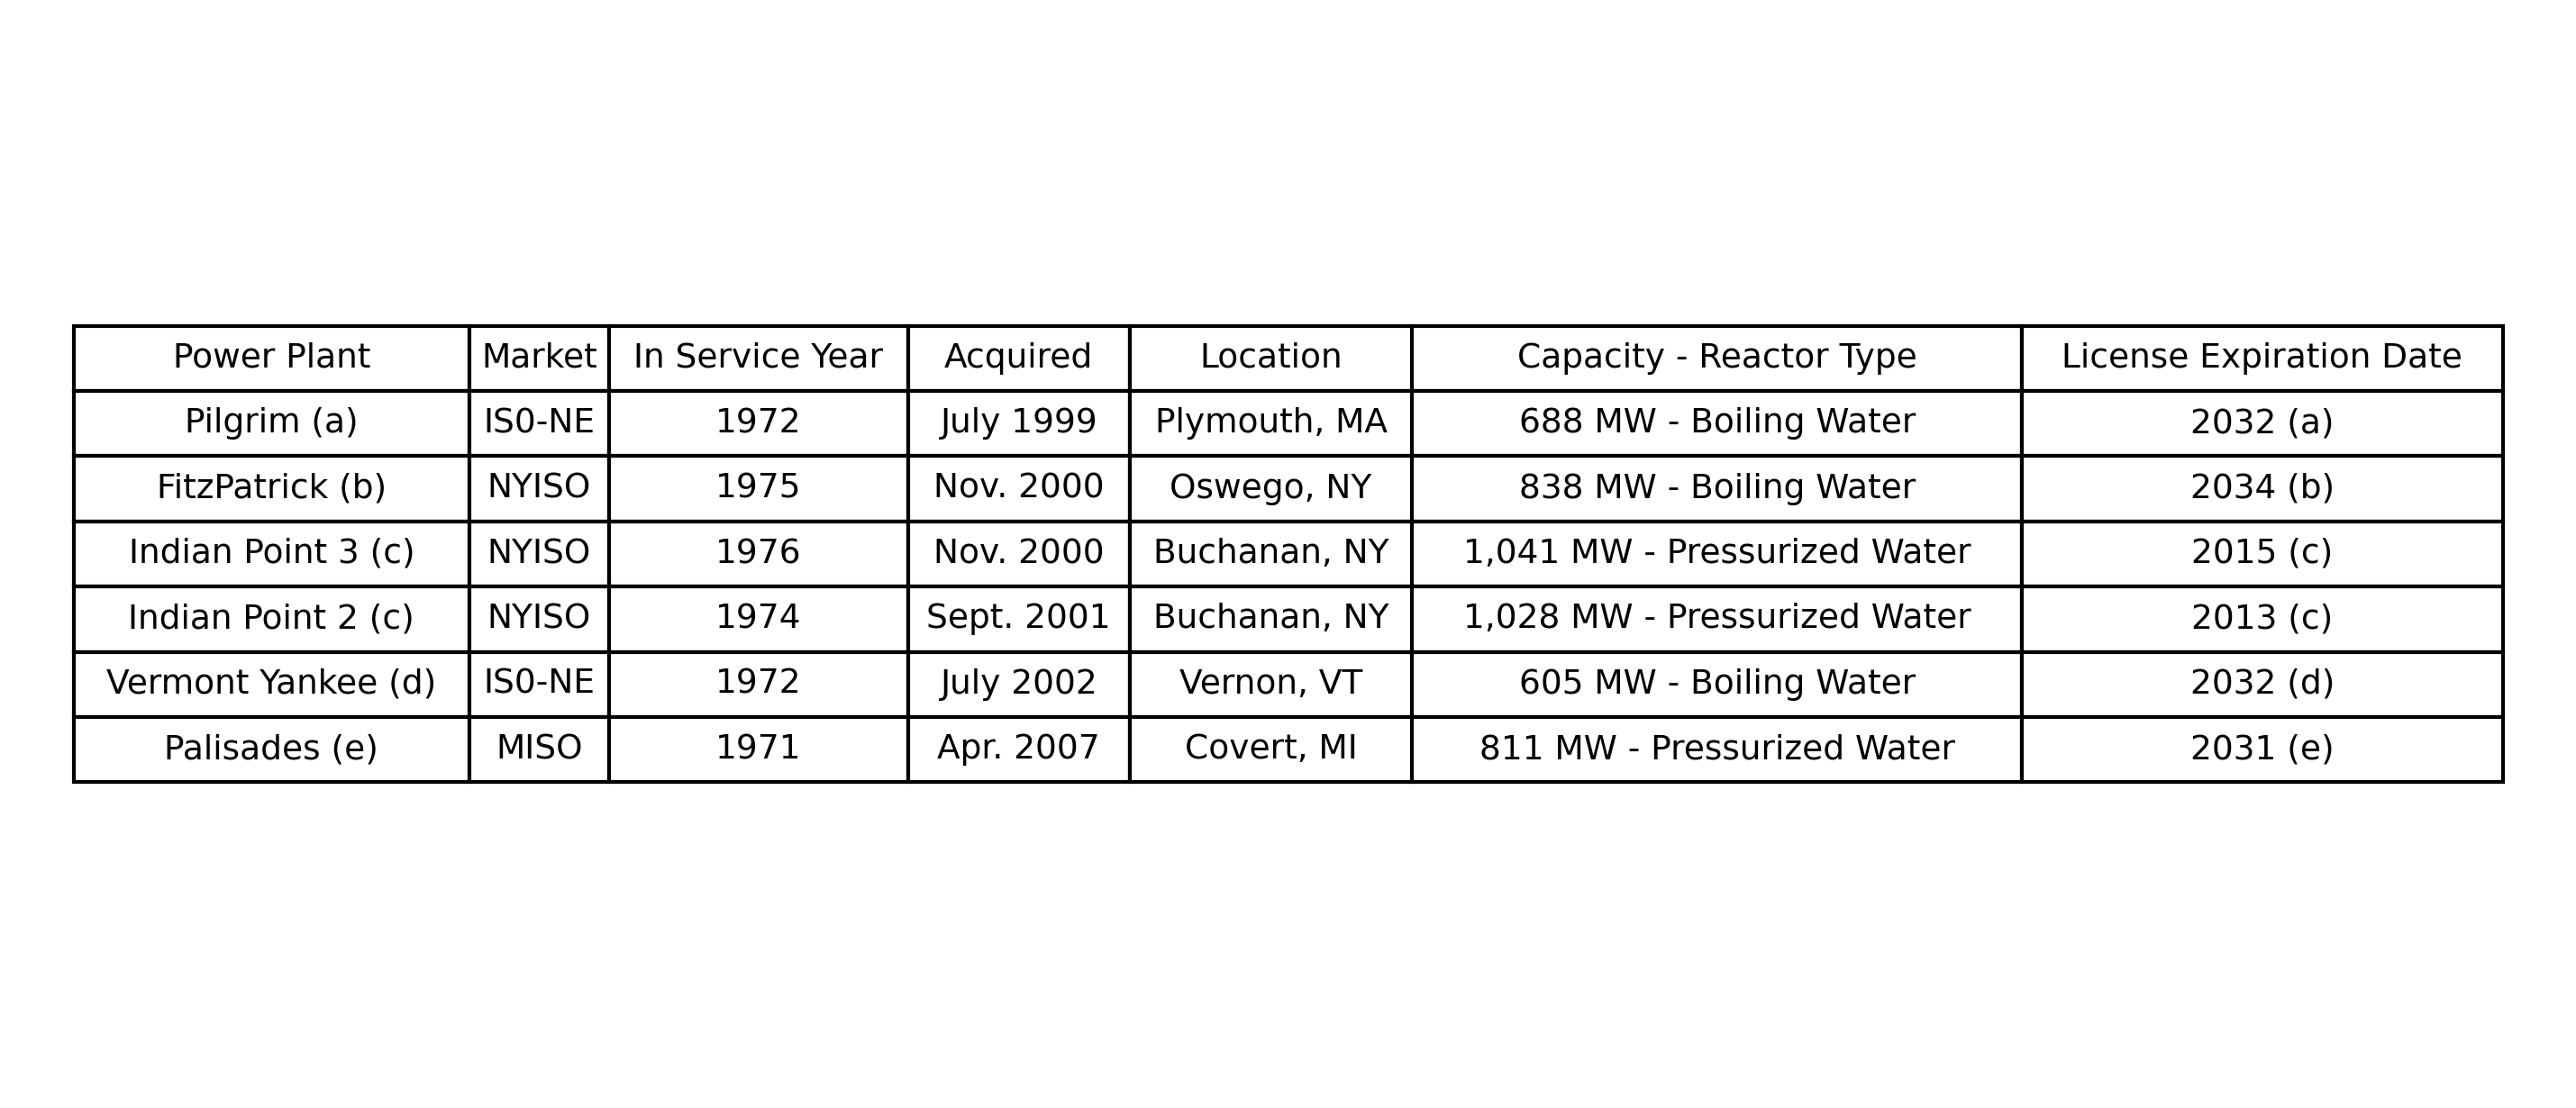 Power Plant Market In Service Year Acquired Location Capacity - Reactor Type License Expiration Date
Pilgrim (a) IS0-NE 1972 July 1999 Plymouth, MA 688 MW - Boiling Water 2032 (a)
FitzPatrick (b) NYISO 1975 Nov. 2000 Oswego, NY 838 MW - Boiling Water 2034 (b)
Indian Point 3 (c) NYISO 1976 Nov. 2000 Buchanan, NY 1,041 MW - Pressurized Water 2015 (c)
Indian Point 2 (c) NYISO 1974 Sept. 2001 Buchanan, NY 1,028 MW - Pressurized Water 2013 (c)
Vermont Yankee (d) IS0-NE 1972 July 2002 Vernon, VT 605 MW - Boiling Water 2032 (d)
Palisades (e) MISO 1971 Apr. 2007 Covert, MI 811 MW - Pressurized Water 2031 (e)